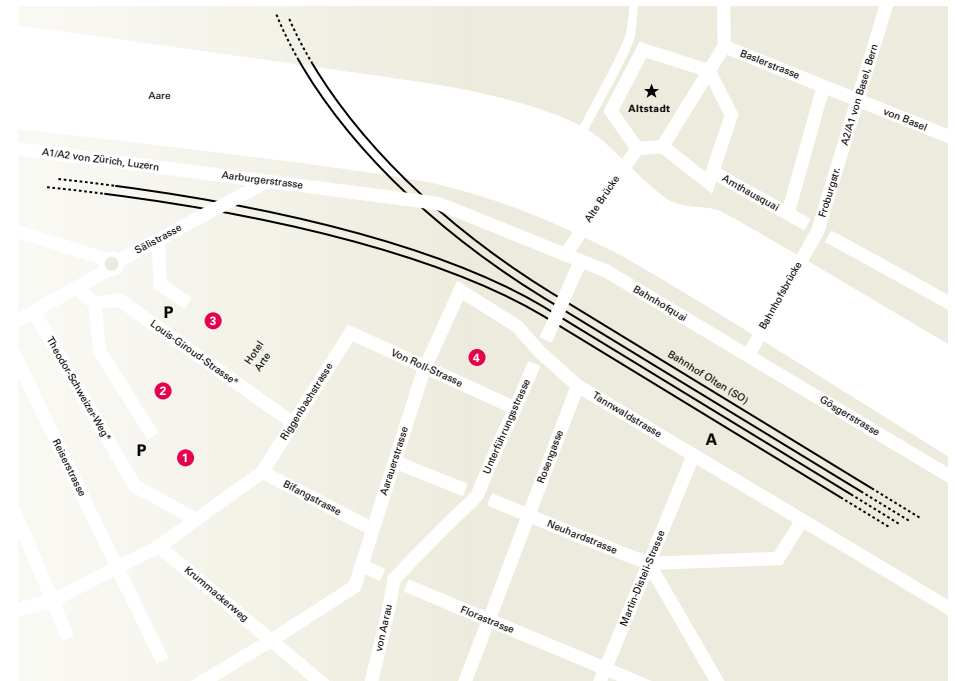 Baslerstrasse
A2/A1 von Basel, Bern
Aare
Altstadt
von Basel
A1/A2 von Zürich, Luzern
Aarburgerstrasse
Alte Brücke
Amthausquai
Froburgstr.
Sälistrasse
Bahnhofquai
Bahnhofsbrücke
P
3
Louis-Giroud-Strasse*
Hotel
Arte
Von Roll-Strasse
4
Bahnhof Olten (SO)
Theodor-Schweizer-Weg*
2
Riggenbachstrasse
Unterführungsstrasse
Tannwaldstrasse
Gösgerstrasse
A
P
1
Reiserstrasse
Aarauerstrasse
Rosengasse
Bifangstrasse
Neuhardstrasse
Martin-Disteli-Strasse
Krummackerweg
von Aarau
Florastrasse